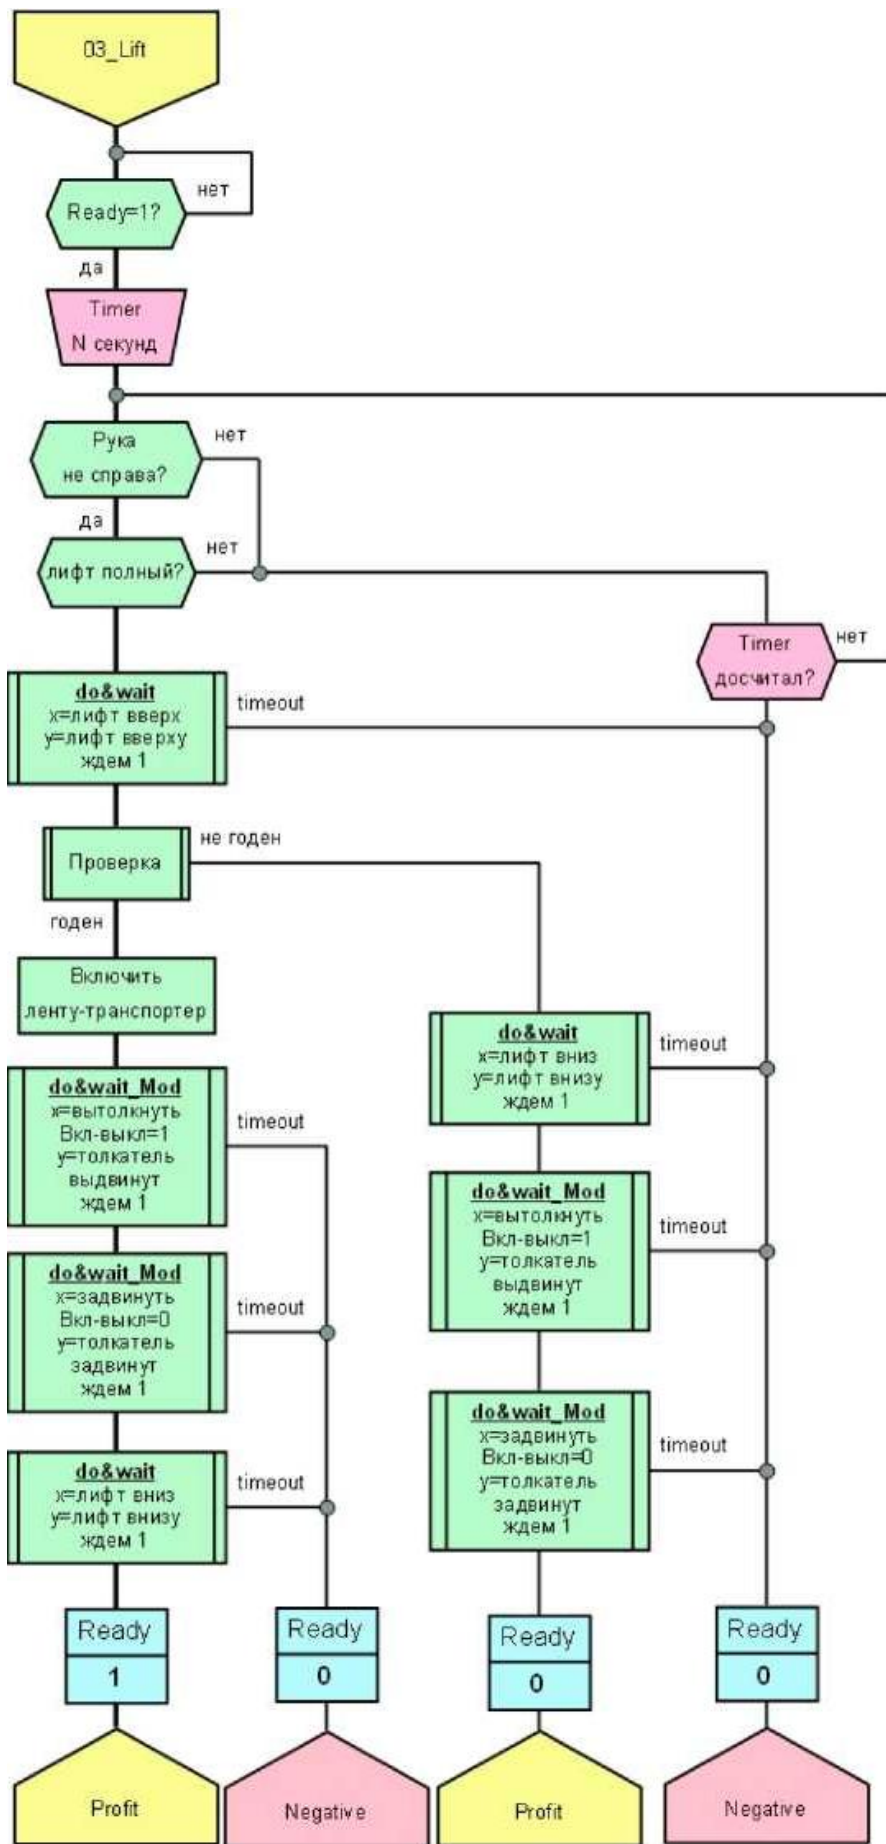 03_Lift
нет
Ready=1?
да
Timer
N секунд
Рука
не справа?
нет
да
лифт полный?
нет
Timer
досчитал?
нет
do&wait
x=лифт вверх
y=лифт вверху
ждем 1
timeout
Проверка
не годен
годен
Включить
ленту-транспортер
do&wait_Mod
x=вытолкнуть
Вкл-выкл=1
y=толкатель
выдвинут
ждем 1
timeout
do&wait_Mod
x=задвинуть
Вкл-выкл=0
y=толкатель
задвинут
ждем 1
timeout
do&wait
x=лифт вниз
y=лифт внизу
ждем 1
timeout
do&wait
x=лифт вниз
y=лифт внизу
ждем 1
timeout
do&wait_Mod
x=вытолкнуть
Вкл-выкл=1
y=толкатель
выдвинут
ждем 1
timeout
do&wait_Mod
x=задвинуть
Вкл-выкл=0
y=толкатель
задвинут
ждем 1
timeout
Ready
1
Ready
0
Ready
0
Ready
0
Profit
Negative
Profit
Negative